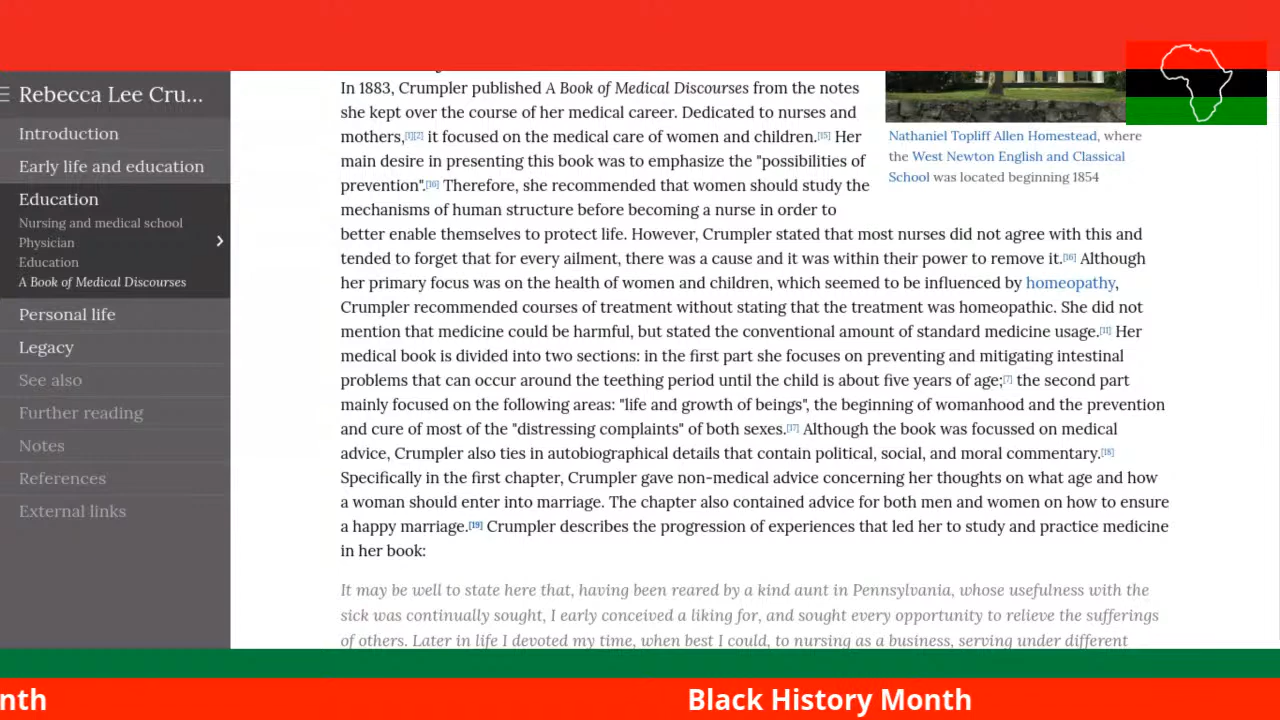 Rebecca Lee Cru...
Introduction
Early life and education
Education
Nursing and medical school
Physician
Education
A Book of Medical Discourses
Personal life
Legacy
See also
Further reading
Notes
References
External links
In 1883, Crumpler published A Book of Medical Discourses from the notes
she kept over the course of her medical career. Dedicated to nurses and
mothers,[1][2] it focused on the medical care of women and children.[15] Her
main desire in presenting this book was to emphasize the "possibilities of
prevention".[16] Therefore, she recommended that women should study the
mechanisms of human structure before becoming a nurse in order to
better enable themselves to protect life. However, Crumpler stated that most nurses did not agree with this and
tended to forget that for every ailment, there was a cause and it was within their power to remove it.[16] Although
her primary focus was on the health of women and children, which seemed to be influenced by homeopathy,
Crumpler recommended courses of treatment without stating that the treatment was homeopathic. She did not
mention that medicine could be harmful, but stated the conventional amount of standard medicine usage.[11] Her
medical book is divided into two sections: in the first part she focuses on preventing and mitigating intestinal
problems that can occur around the teething period until the child is about five years of age;[7] the second part
mainly focused on the following areas: "life and growth of beings", the beginning of womanhood and the prevention
and cure of most of the "distressing complaints" of both sexes.[17] Although the book was focussed on medical
advice, Crumpler also ties in autobiographical details that contain political, social, and moral commentary.[18]
Specifically in the first chapter, Crumpler gave non-medical advice concerning her thoughts on what age and how
a woman should enter into marriage. The chapter also contained advice for both men and women on how to ensure
a happy marriage.[19] Crumpler describes the progression of experiences that led her to study and practice medicine
in her book:
It may be well to state here that, having been reared by a kind aunt in Pennsylvania, whose usefulness with the
sick was continually sought, I early conceived a liking for, and sought every opportunity to relieve the sufferings
of others. Later in life I devoted my time, when best I could, to nursing as a business, serving under different
Nathaniel Topliff Allen Homestead, where
the West Newton English and Classical
School was located beginning 1854
nth
Black History Month